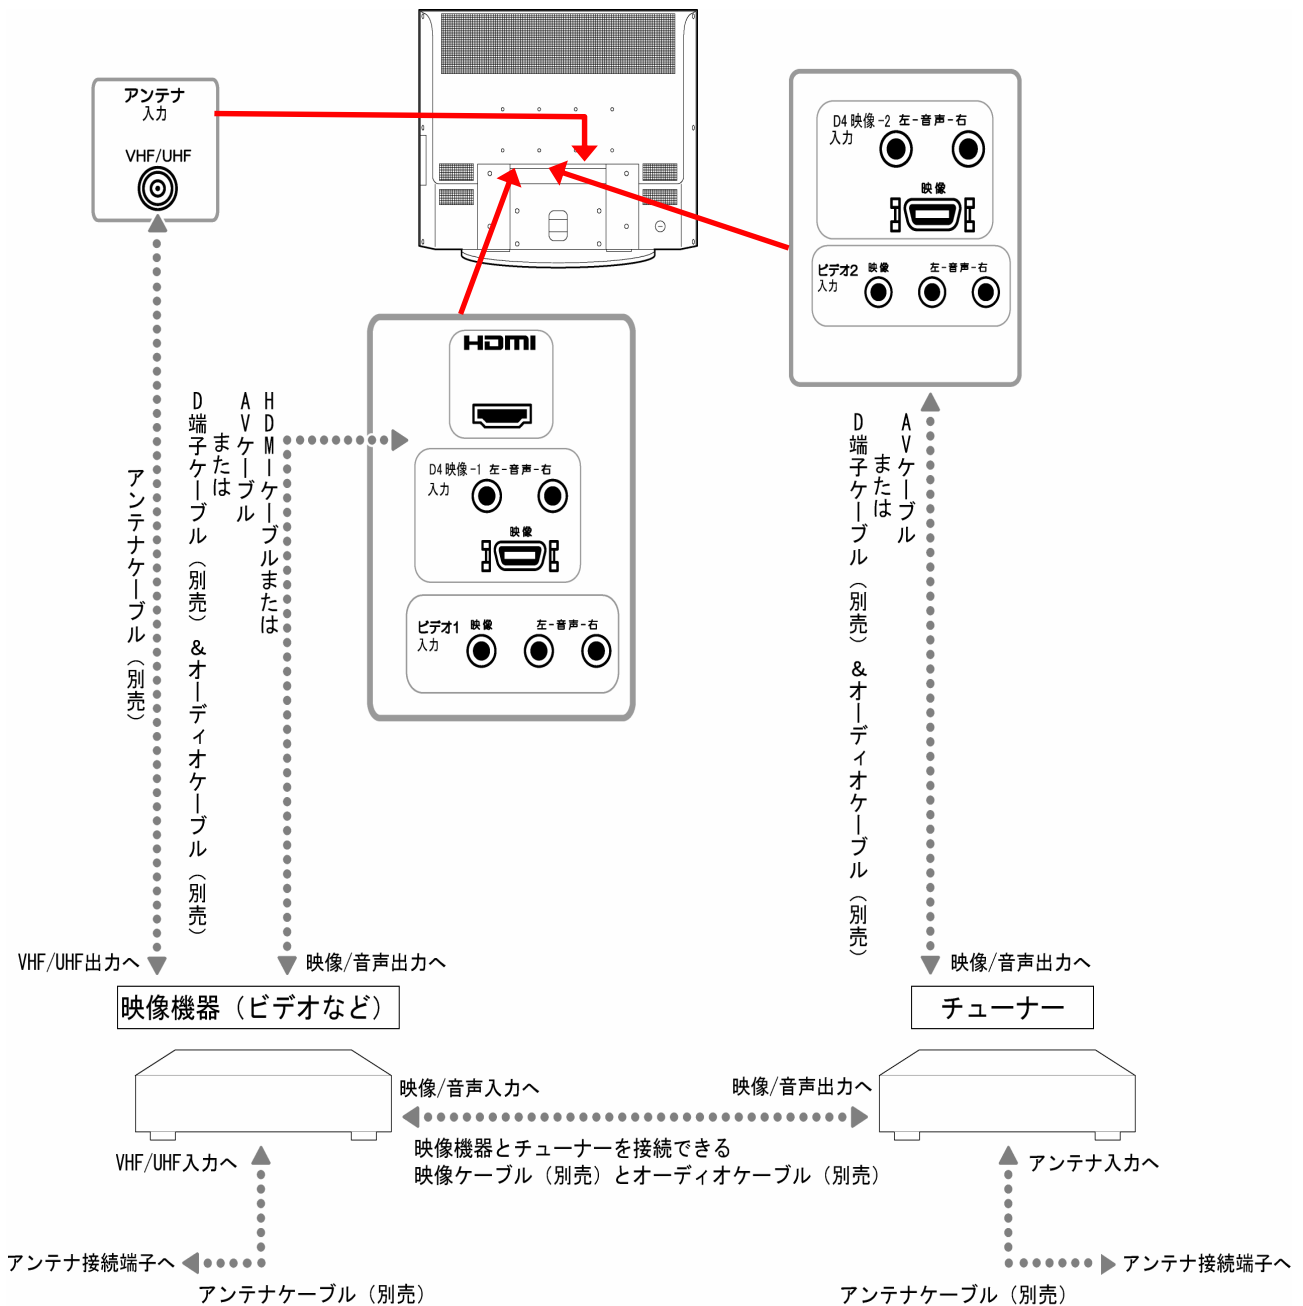 アンテナ
入力
VHF/UHF
D4映像-2 左-音声-右
入力
映像
ビデオ2 映像 左-音声-右
入力
HDMI
D4映像-1 左-音声-右
入力
映像
ビデオ1 映像 左-音声-右
入力
アンテナケーブル（別売）
HDMIケーブルまたは
AVケーブル
または
D端子ケーブル（別売）&オーディオケーブル（別売）
AVケーブル
または
D端子ケーブル（別売）&オーディオケーブル（別売）
VHF/UHF出力へ
映像/音声出力へ
映像/音声出力へ
映像機器（ビデオなど）
チューナー
映像/音声入力へ
映像/音声出力へ
映像機器とチューナーを接続できる
映像ケーブル（別売）とオーディオケーブル（別売）
VHF/UHF入力へ
アンテナ入力へ
アンテナ接続端子へ
アンテナ接続端子へ
アンテナケーブル（別売）
アンテナケーブル（別売）